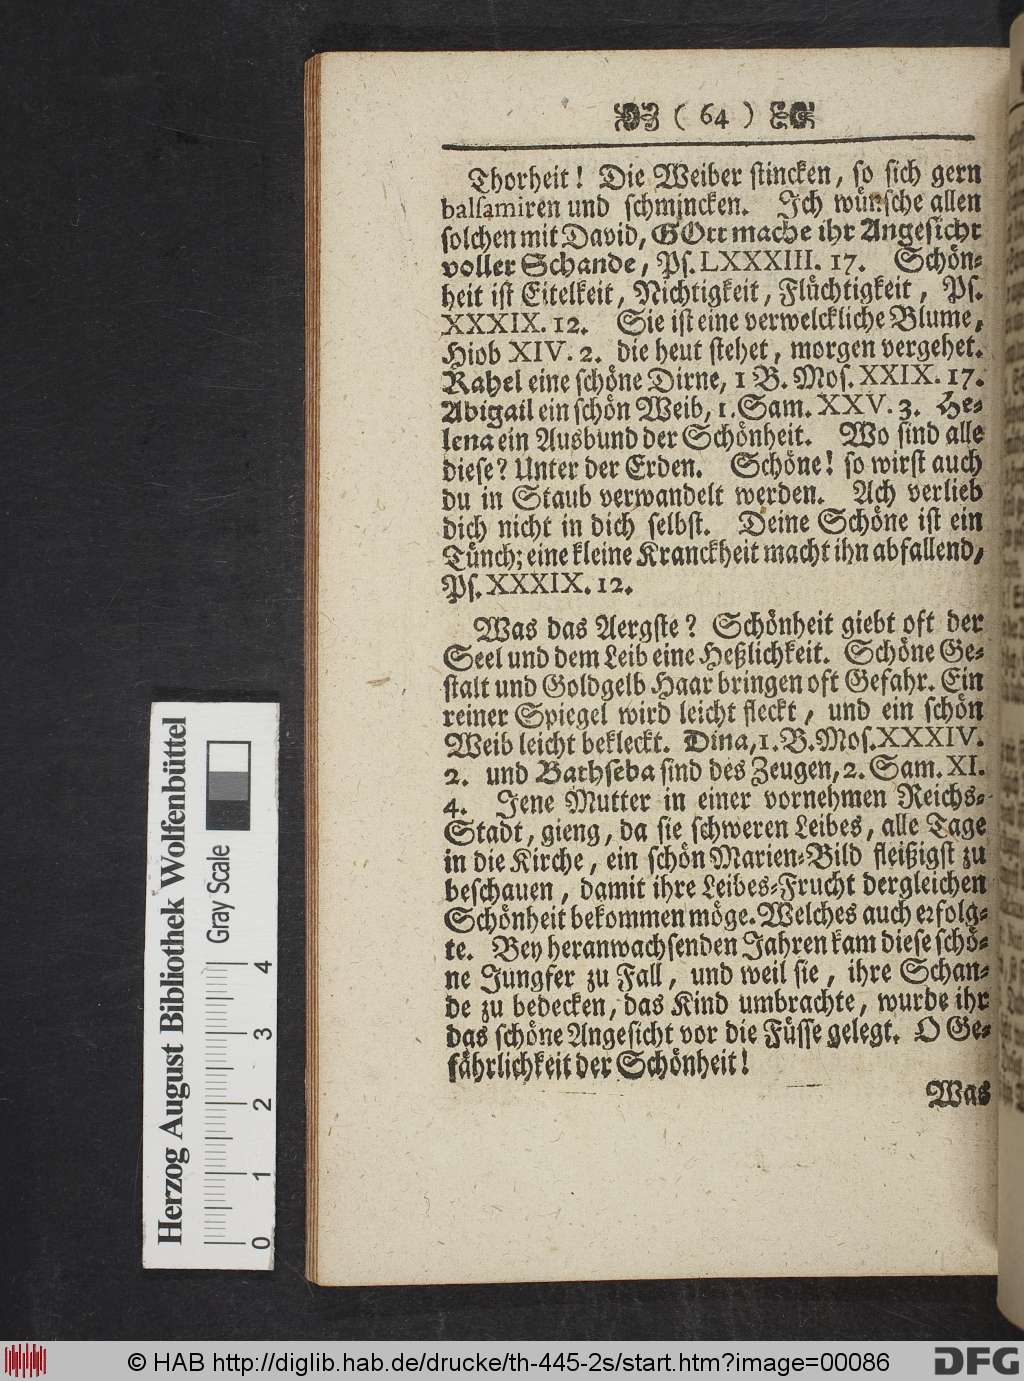 ( 64 )
Thorheit! Die Weiber stincken, so sich gern
balsamiren und schmincken. Ich wünsche allen
solchen mit David, GOtt mache ihr Angesicht
voller Schande, Ps. LXXXIII. 17. Schön-
heit ist Eitelkeit, Nichtigkeit, Flüchtigkeit, Ps.
XXXIX. 12. Sie ist eine verwelckliche Blume,
Hiob XIV. 2. die heut stehet, morgen vergehet.
Rahel eine schöne Dirne, 1 B. Mos. XXIX. 17.
Abigail ein schön Weib, 1. Sam. XXV. 3. He-
lena ein Ausbund der Schönheit. Wo sind alle
diese? Unter der Erden. Schöne! so wirst auch
du in Staub verwandelt werden. Ach verlieb
dich nicht in dich selbst. Deine Schöne ist ein
Tünch; eine kleine Kranckheit macht ihn abfallend,
Ps. XXXIX. 12.
Was das Aergste? Schönheit giebt oft der
Seel und dem Leib eine Heßlichkeit. Schöne Ge-
stalt und Goldgelb Haar bringen oft Gefahr. Ein
reiner Spiegel wird leicht fleckt, und ein schön
Weib leicht bekleckt. Dina, 1. B. Mos. XXXIV.
2. und Bathseba sind des Zeugen, 2. Sam. XI.
4. Jene Mutter in einer vornehmen Reichs-
Stadt, gieng, da sie schweren Leibes, alle Tage
in die Kirche, ein schön Marien-Bild fleißigst zu
beschauen, damit ihre Leibes-Frucht dergleichen
Schönheit bekommen möge. Welches auch erfolg-
te. Bey heranwachsenden Jahren kam diese schö-
ne Jungfer zu Fall, und weil sie, ihre Schan-
de zu bedecken, das Kind umbrachte, wurde ihr
das schöne Angesicht vor die Füsse gelegt. O Ge-
fährlichkeit der Schönheit!
Was
Herzog August Bibliothek Wolfenbüttel
Gray Scale
0 1 2 3 4
© HAB http://diglib.hab.de/drucke/th-445-2s/start.htm?image=00086
DFG